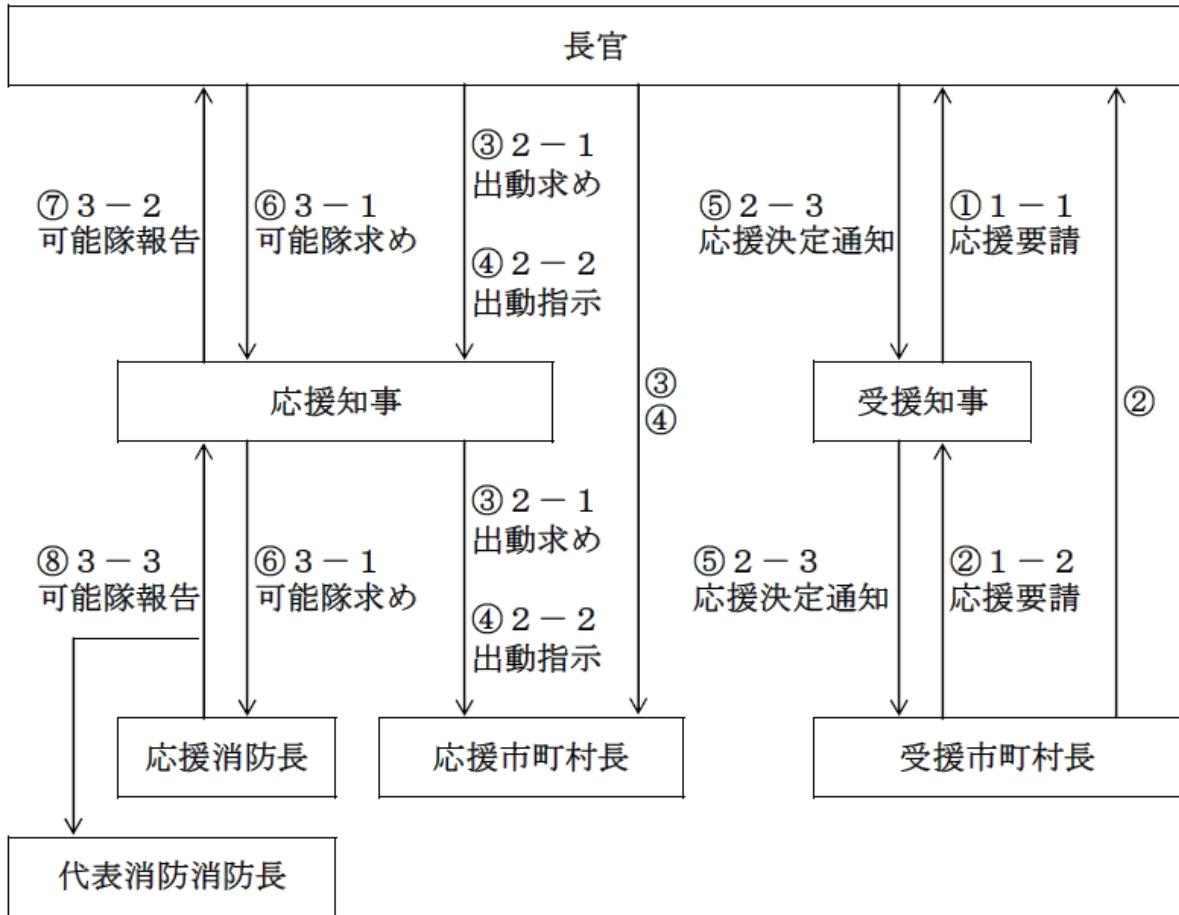 長官
③２－１
出動求め
⑦３－２
可能隊報告
⑥３－１
可能隊求め
⑤２－３
応援決定通知
①１－１
応援要請
④２－２
出動指示
応援知事
③
④
受援知事
②
③２－１
出動求め
⑧３－３
可能隊報告
⑥３－１
可能隊求め
⑤２－３
応援決定通知
②１－２
応援要請
④２－２
出動指示
応援消防長
応援市町村長
受援市町村長
代表消防消防長